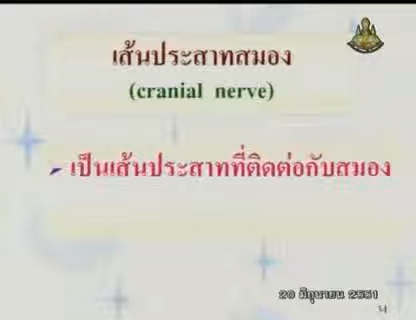 เส้นประสาทสมอง
(cranial nerve)
เป็นเส้นประสาทที่ติดต่อกับสมอง
20 มิถุนายน 2551
34